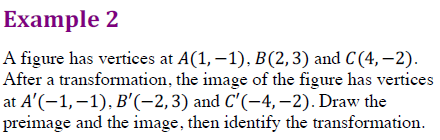 Example 2
A figure has vertices at A(1, −1), B(2, 3) and C(4, −2).
After a transformation, the image of the figure has vertices
at A′(−1, −1), B′(−2, 3) and C′(−4, −2). Draw the
preimage and the image, then identify the transformation.